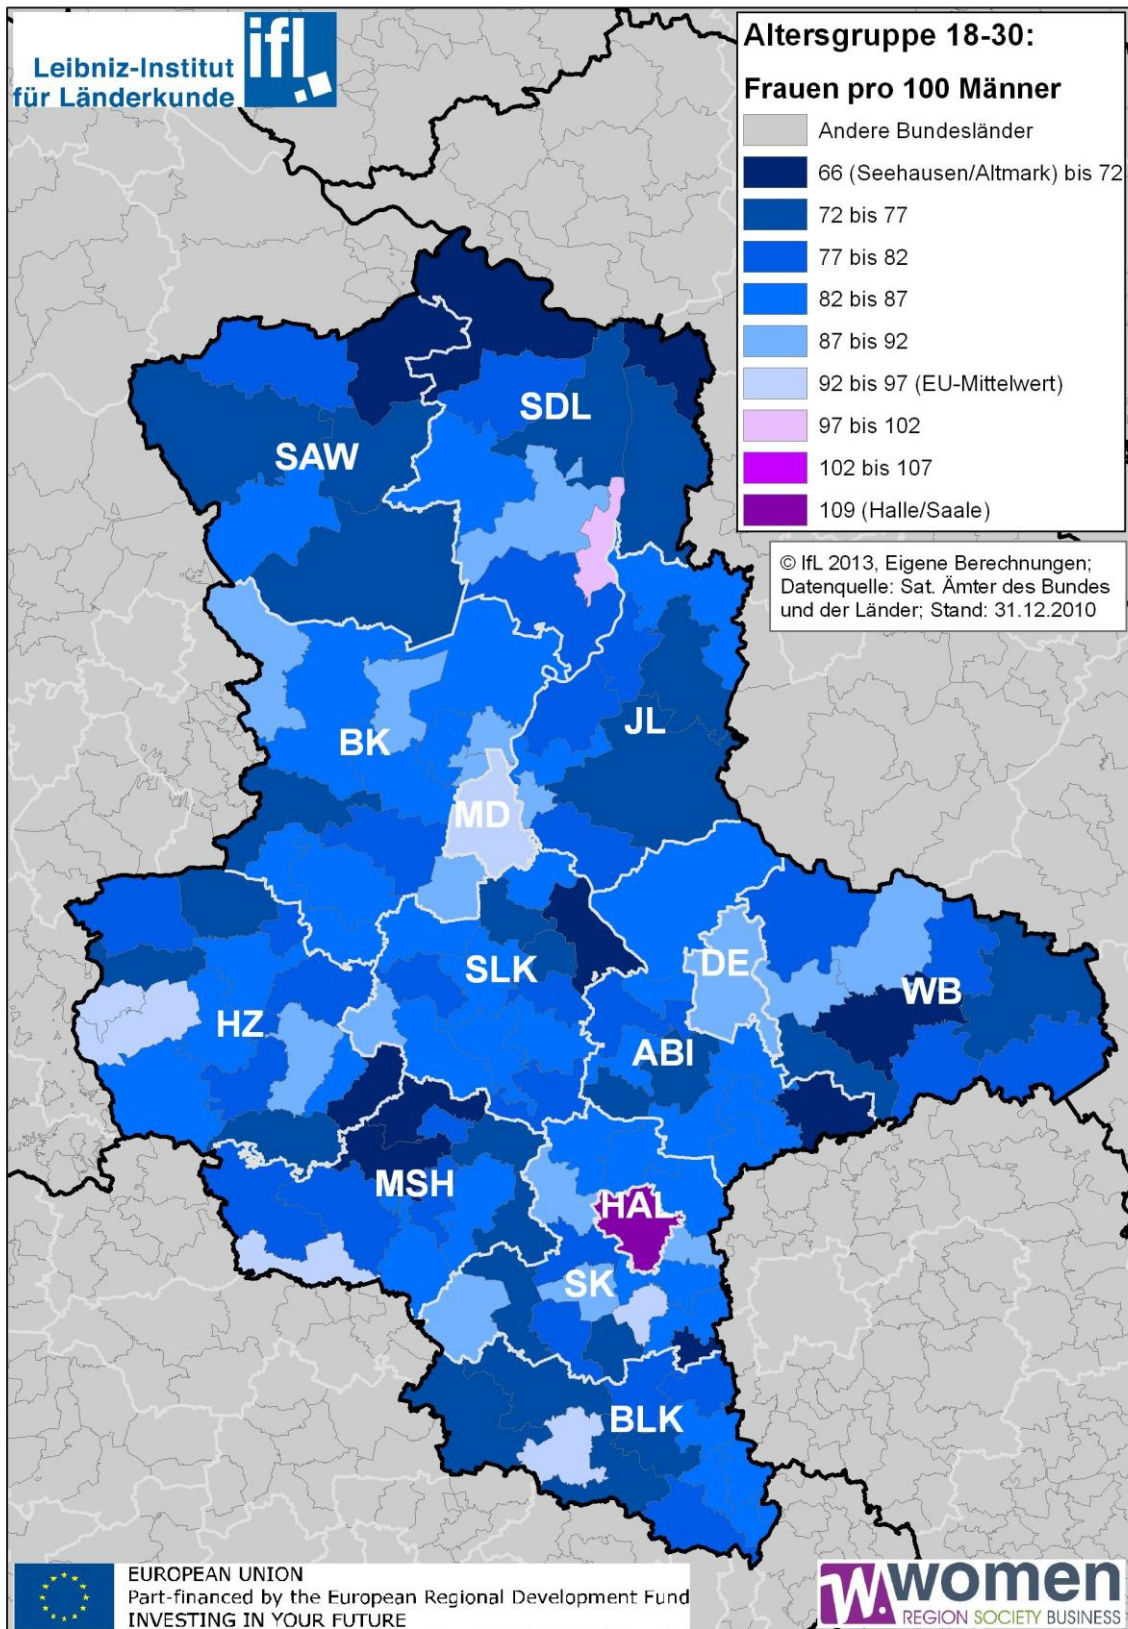 Leibniz-Institut
für Länderkunde
ifl
Altersgruppe 18-30:
Frauen pro 100 Männer
Andere Bundesländer
66 (Seehausen/Altmark) bis 72
72 bis 77
77 bis 82
82 bis 87
87 bis 92
92 bis 97 (EU-Mittelwert)
97 bis 102
102 bis 107
109 (Halle/Saale)
© IfL 2013, Eigene Berechnungen;
Datenquelle: Sat. Ämter des Bundes
und der Länder; Stand: 31.12.2010
SDL
SAW
JL
BK
MD
SLK
DE
WB
HZ
ABI
MSH
HAL
SK
BLK
EUROPEAN UNION
Part-financed by the European Regional Development Fund
INVESTING IN YOUR FUTURE
W. women
REGION SOCIETY BUSINESS